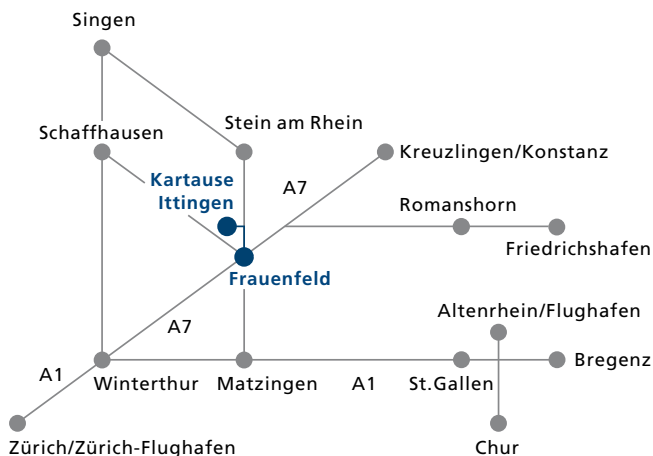 Singen
Schaffhausen
Stein am Rhein
Kreuzlingen/Konstanz
Kartause
Ittingen
A7
Romanshorn
Friedrichshafen
Frauenfeld
A7
Altenrhein/Flughafen
A1
Winterthur
Matzingen
A1
St.Gallen
Bregenz
Zürich/Zürich-Flughafen
Chur